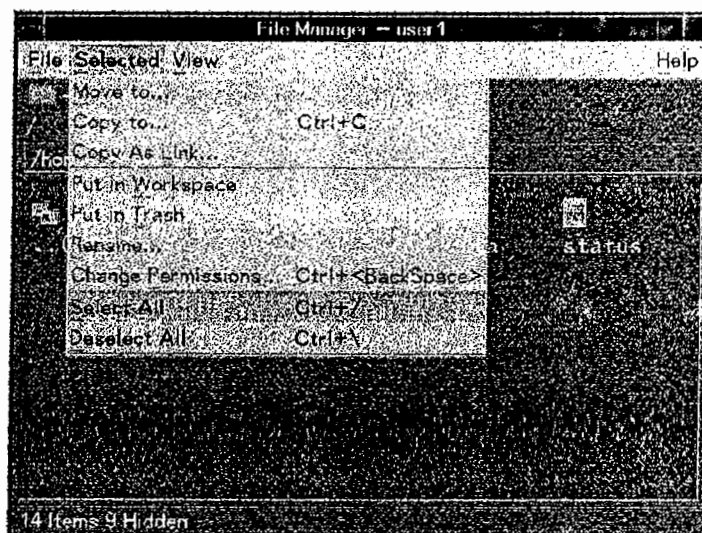 File Manager - user1
File Selected View Help
Move to...
/ Copy to... Ctrl+C
/hom Copy As Link...
Put in Workspace
Put in Trash
Rename... status
Change Permissions... Ctrl+<BackSpace>
Select All Ctrl+/
Deselect All Ctrl+\
14 Items 9 Hidden